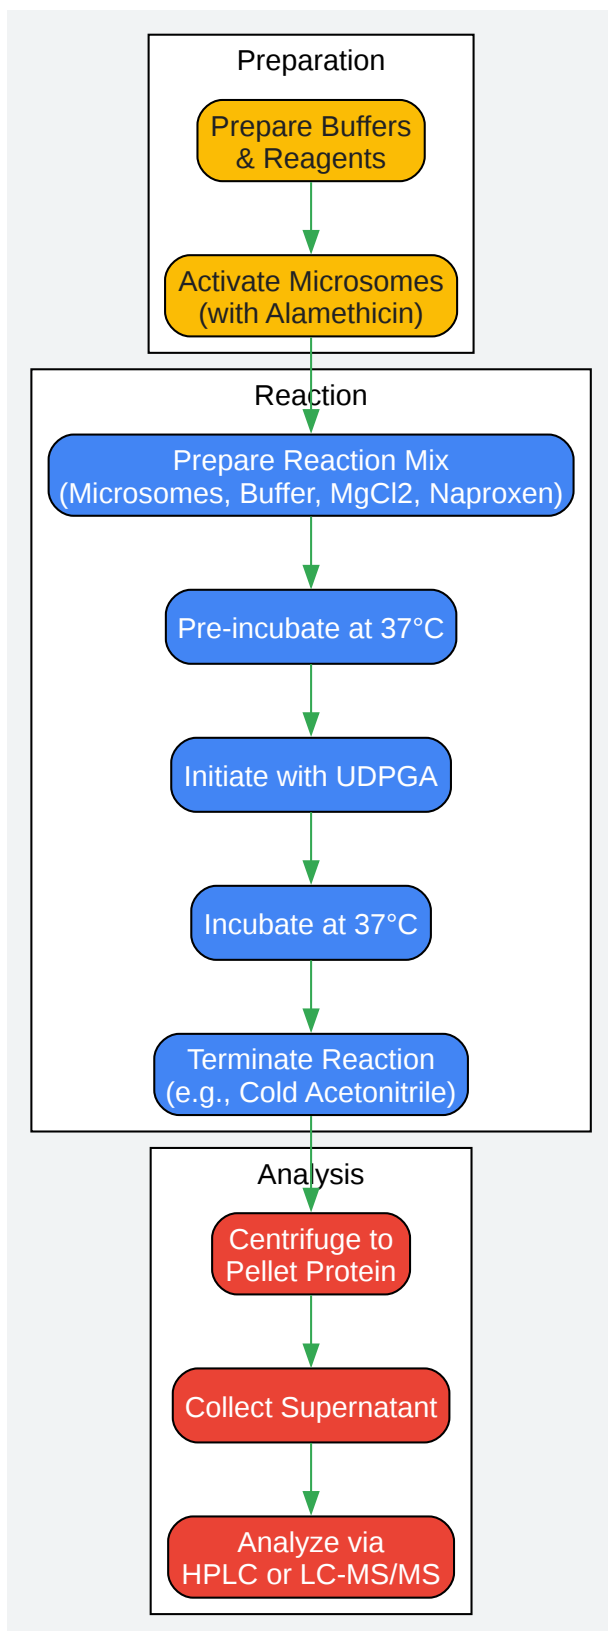 Preparation
Prepare Buffers
& Reagents
Activate Microsomes
(with Alamethicin)
Reaction
Prepare Reaction Mix
(Microsomes, Buffer, MgCl2, Naproxen)
Pre-incubate at 37°C
Initiate with UDPGA
Incubate at 37°C
Terminate Reaction
(e.g., Cold Acetonitrile)
Analysis
Centrifuge to
Pellet Protein
Collect Supernatant
Analyze via
HPLC or LC-MS/MS